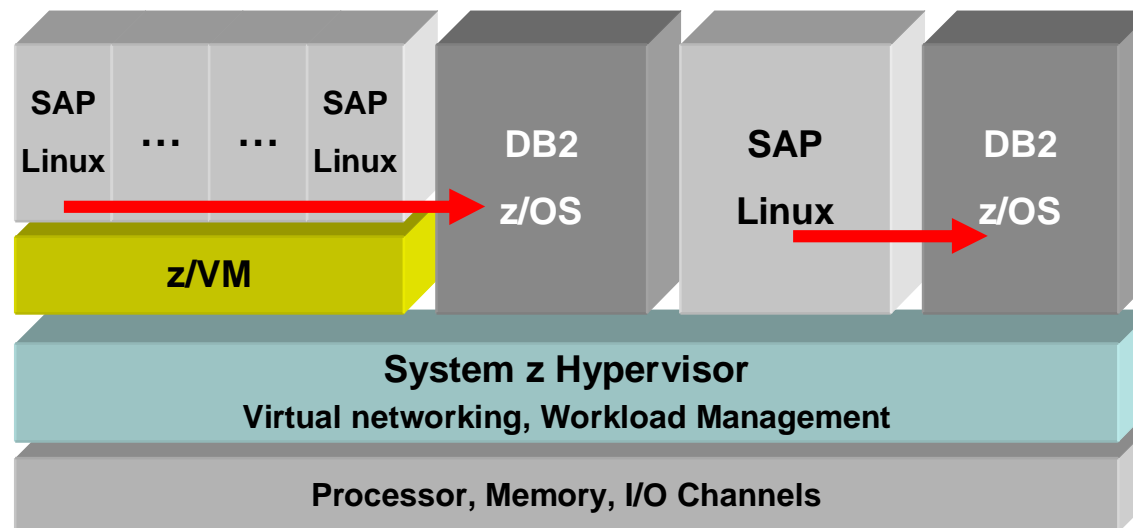 SAP
Linux
…
…
SAP
Linux
DB2
z/OS
SAP
Linux
DB2
z/OS
z/VM
System z Hypervisor
Virtual networking, Workload Management
Processor, Memory, I/O Channels